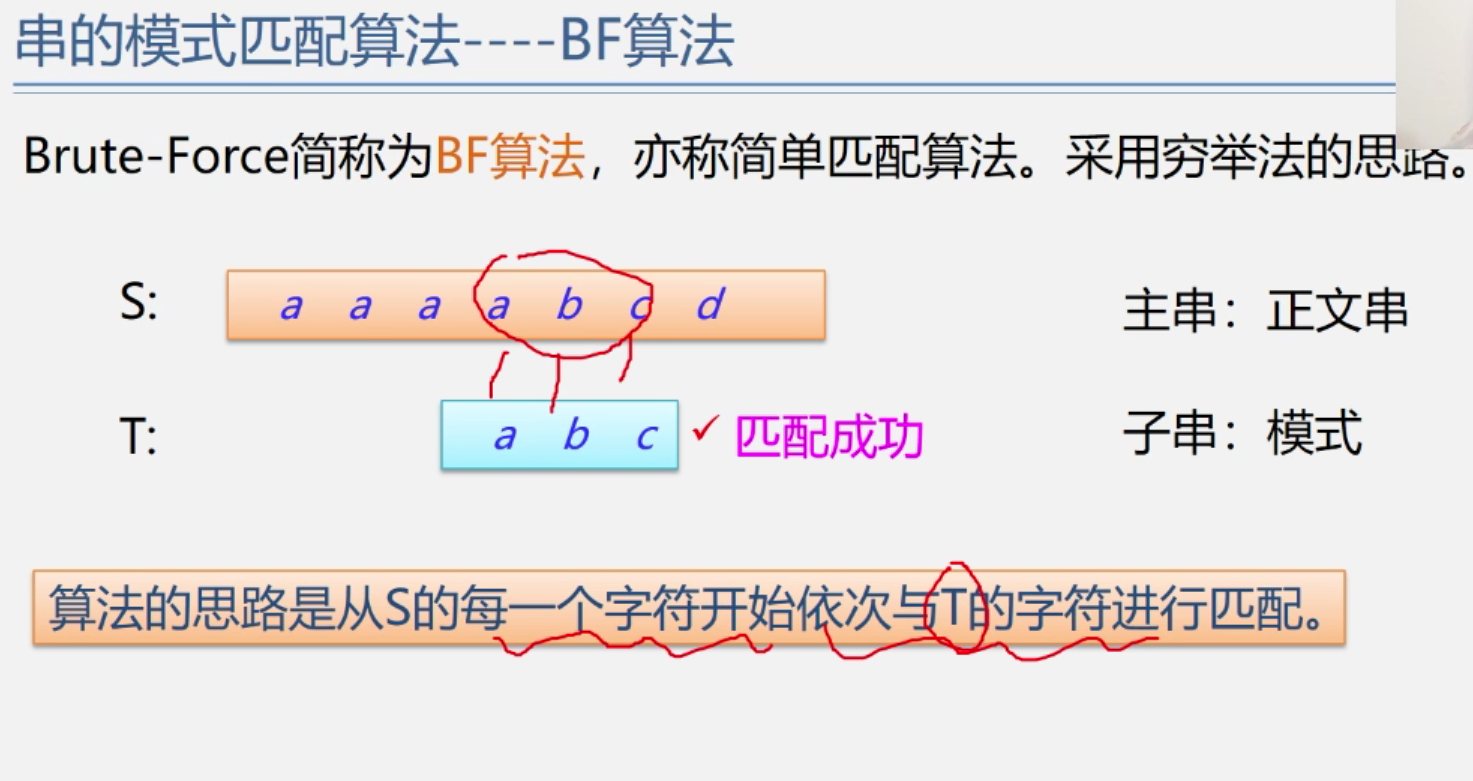 串的模式匹配算法----BF算法
Brute-Force简称为BF算法，亦称简单匹配算法。采用穷举法的思路。
S: a a a a b c d 主串：正文串
T: a b c ✓ 匹配成功 子串：模式
算法的思路是从S的每一个字符开始依次与T的字符进行匹配。